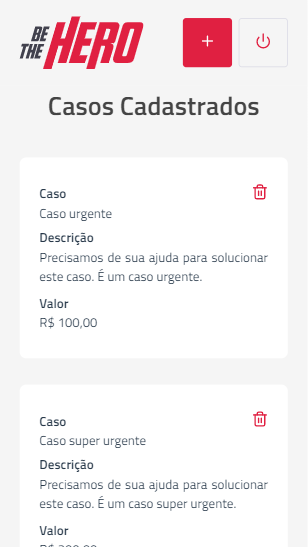 BE
THE HERO
Casos Cadastrados
Caso
Caso urgente
Descrição
Precisamos de sua ajuda para solucionar
este caso. É um caso urgente.
Valor
R$ 100,00
Caso
Caso super urgente
Descrição
Precisamos de sua ajuda para solucionar
este caso. É um caso super urgente.
Valor